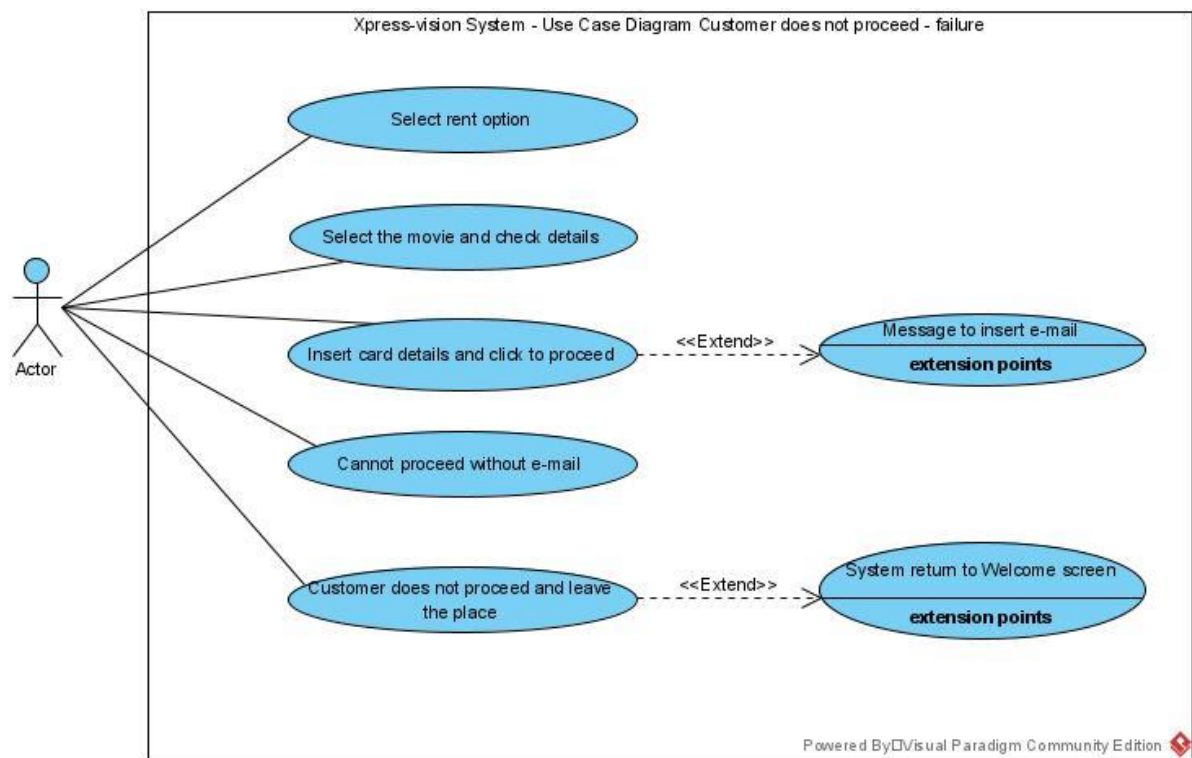 Xpress-vision System - Use Case Diagram Customer does not proceed - failure
Select rent option
Select the movie and check details
Actor
Insert card details and click to proceed
<<Extend>>
Message to insert e-mail
extension points
Cannot proceed without e-mail
Customer does not proceed and leave
the place
<<Extend>>
System return to Welcome screen
extension points
Powered By□Visual Paradigm Community Edition